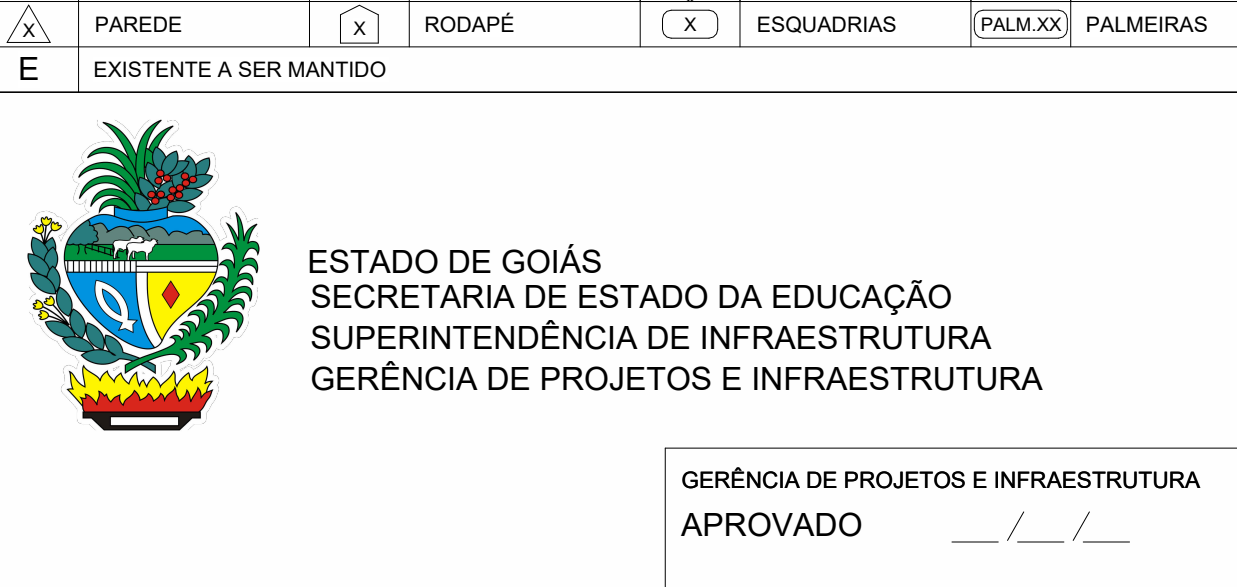 X PAREDE X RODAPÉ X ESQUADRIAS PALM.XX PALMEIRAS
E EXISTENTE A SER MANTIDO
ESTADO DE GOIÁS
SECRETARIA DE ESTADO DA EDUCAÇÃO
SUPERINTENDÊNCIA DE INFRAESTRUTURA
GERÊNCIA DE PROJETOS E INFRAESTRUTURA
GERÊNCIA DE PROJETOS E INFRAESTRUTURA
APROVADO ___/___/___